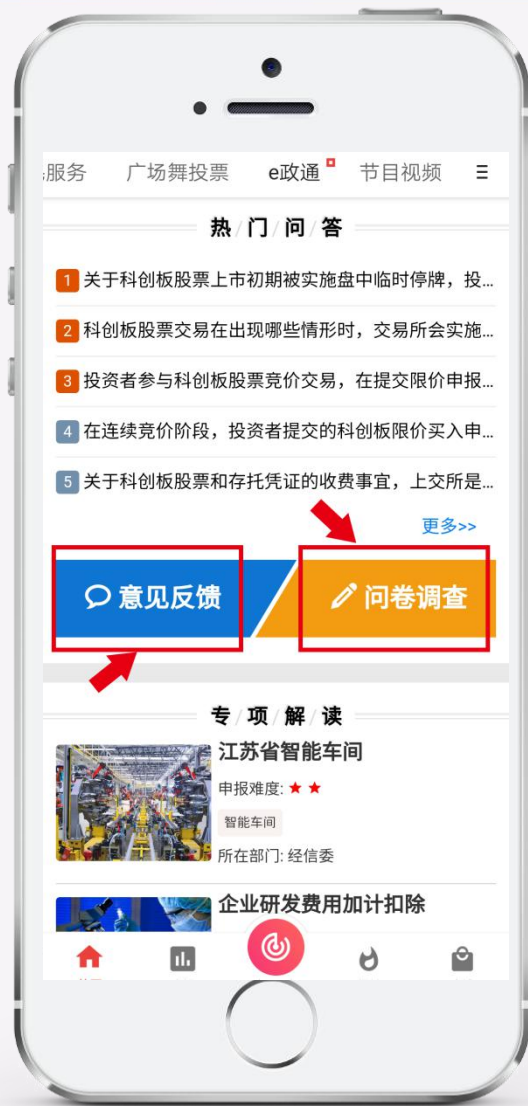 服务 广场舞投票 e政通 节目视频
热/门/问/答
1 关于科创板股票上市初期被实施盘中临时停牌，投...
2 科创板股票交易在出现哪些情形时，交易所会实施...
3 投资者参与科创板股票竞价交易，在提交限价申报...
4 在连续竞价阶段，投资者提交的科创板限价买入申...
5 关于科创板股票和存托凭证的收费事宜，上交所是...
更多>>
意见反馈 问卷调查
专/项/解/读
江苏省智能车间
申报难度: ★ ★
智能车间
所在部门: 经信委
企业研发费用加计扣除